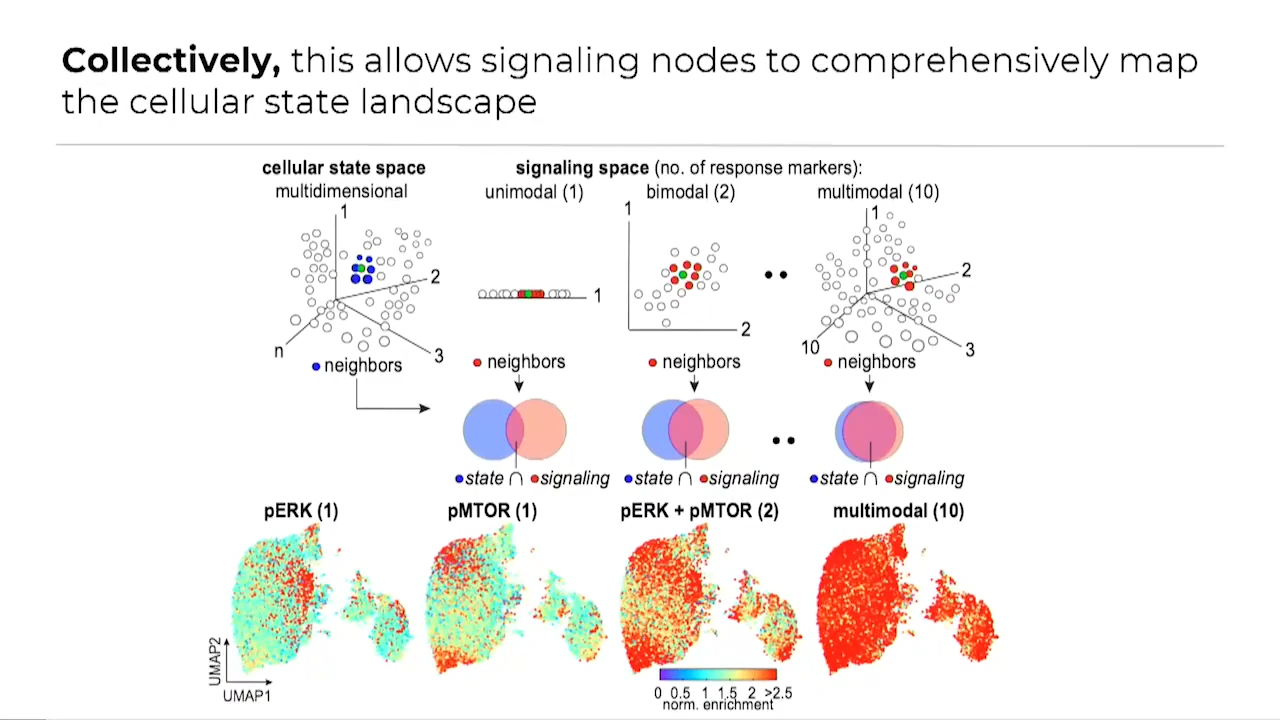 Collectively, this allows signaling nodes to comprehensively map
the cellular state landscape
cellular state space
multidimensional
signaling space (no. of response markers):
unimodal (1)
bimodal (2)
multimodal (10)
1
2
3
n
1
1
2
1
2
3
10
neighbors
neighbors
neighbors
neighbors
state ∩ signaling
state ∩ signaling
state ∩ signaling
pERK (1)
pMTOR (1)
pERK + pMTOR (2)
multimodal (10)
UMAP2
UMAP1
0 0.5 1 1.5 2 >2.5
norm. enrichment